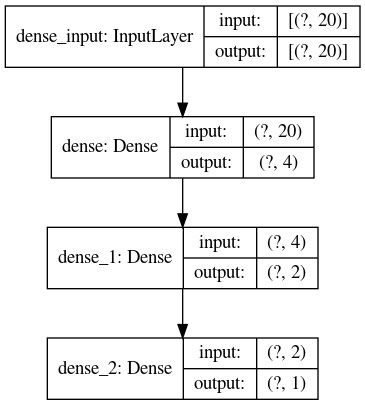 dense_input: InputLayer
input: [(?, 20)]
output: [(?, 20)]
dense: Dense
input: (?, 20)
output: (?, 4)
dense_1: Dense
input: (?, 4)
output: (?, 2)
dense_2: Dense
input: (?, 2)
output: (?, 1)